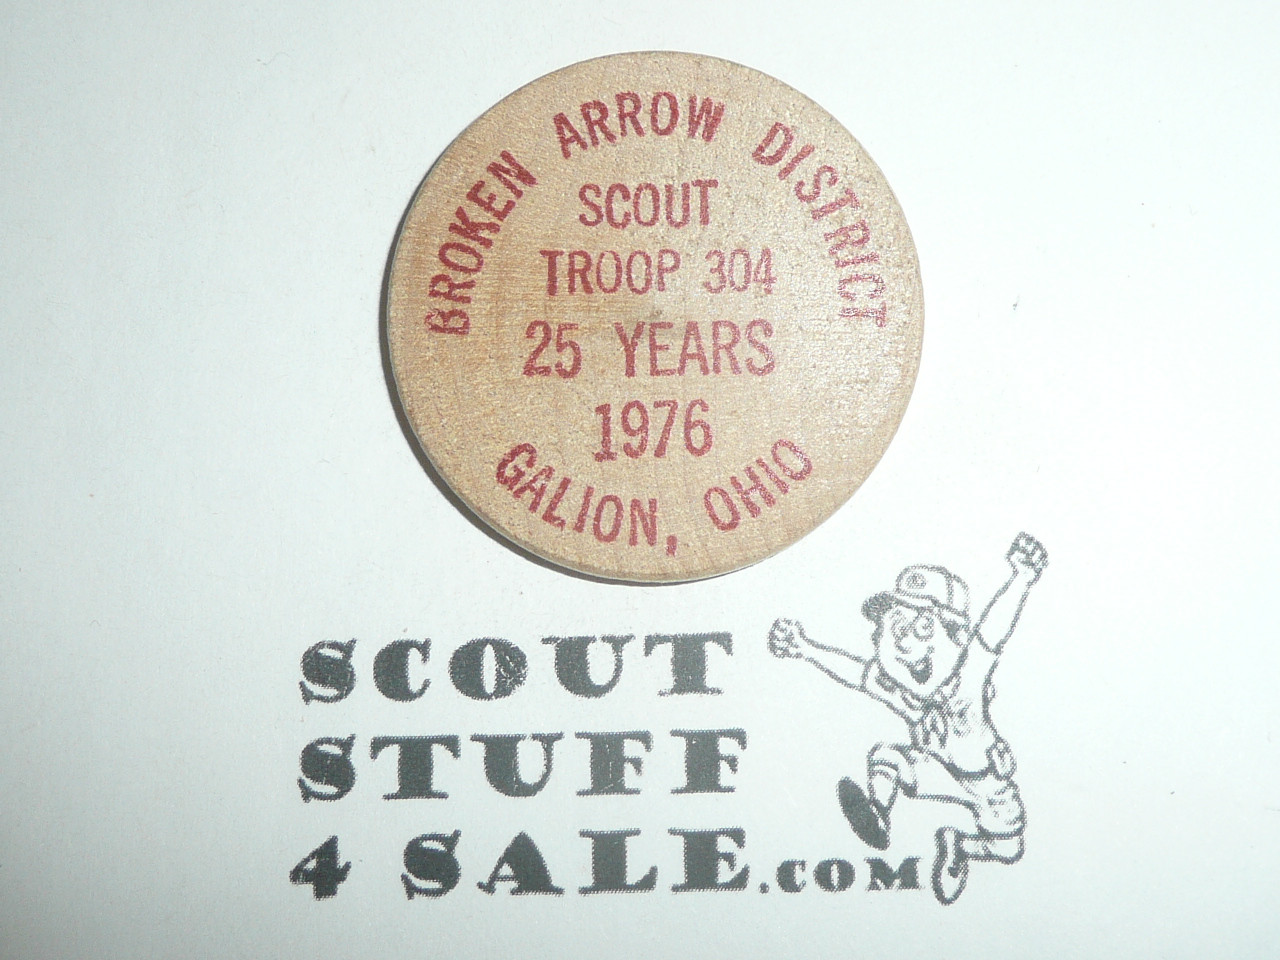 BROKEN ARROW DISTRICT
SCOUT
TROOP 304
25 YEARS
1976
GALION, OHIO
SCOUT
STUFF
4 SALE.COM